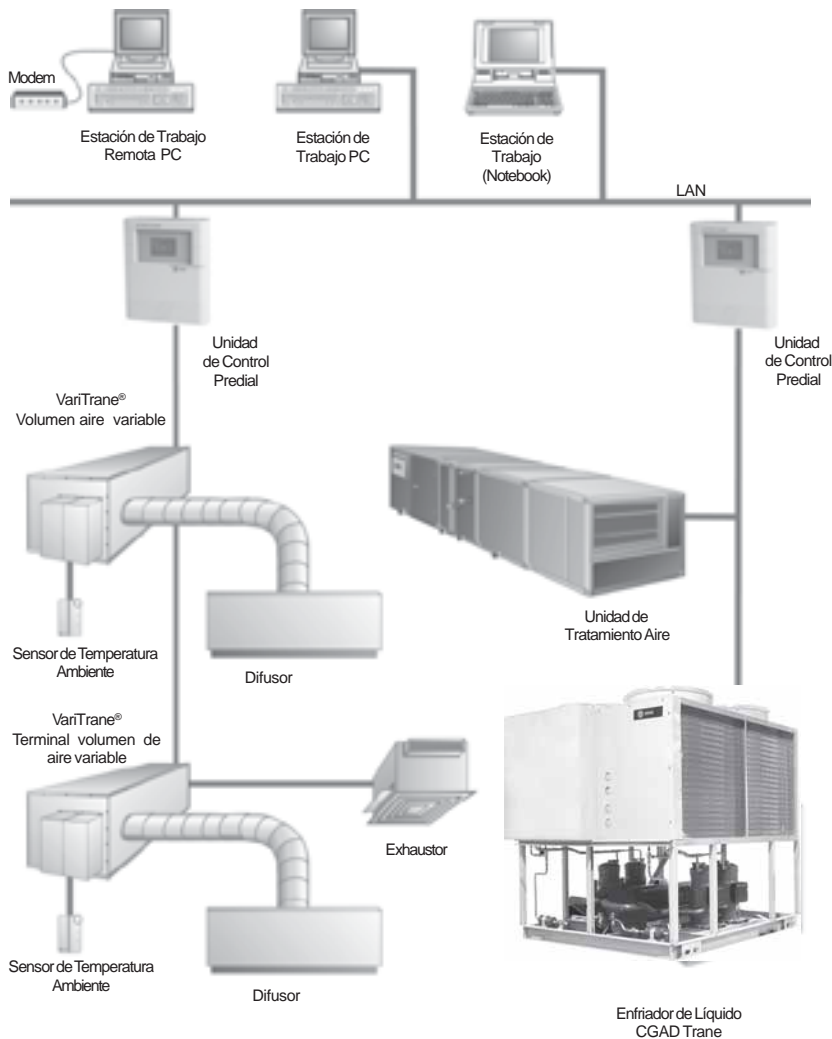 Modem
Estación de Trabajo
Remota PC
Estación de
Trabajo PC
Estación de
Trabajo
(Notebook)
LAN
Unidad
de Control
Predial
Unidad
de Control
Predial
VariTrane®
Volumen aire variable
Sensor de Temperatura
Ambiente
Difusor
Unidad de
Tratamiento Aire
VariTrane®
Terminal volumen de
aire variable
Exhaustor
Sensor de Temperatura
Ambiente
Difusor
Enfriador de Líquido
CGAD Trane